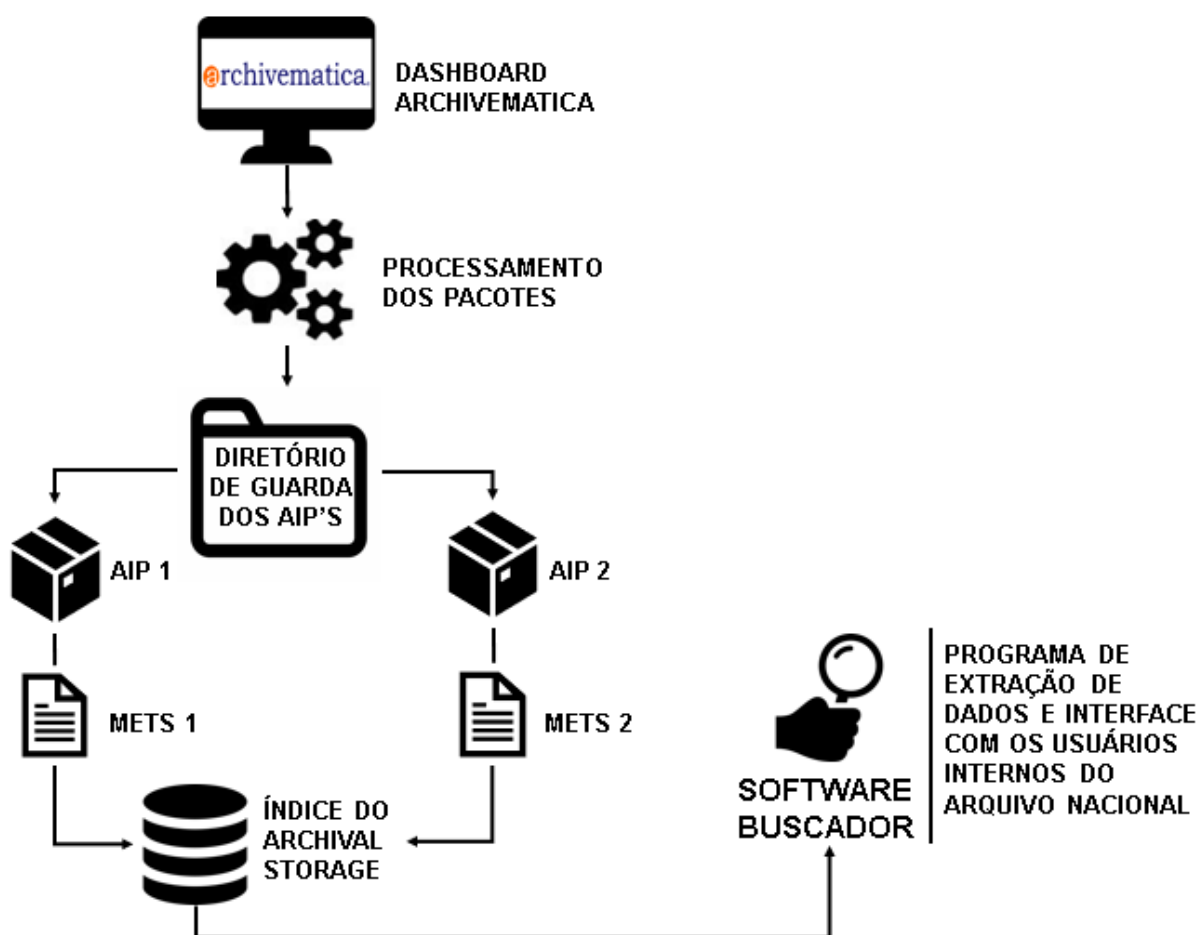 archivematica.
DASHBOARD
ARCHIVEMATICA
PROCESSAMENTO
DOS PACOTES
DIRETÓRIO
DE GUARDA
DOS AIP'S
AIP 1
AIP 2
METS 1
METS 2
ÍNDICE DO
ARCHIVAL
STORAGE
SOFTWARE
BUSCADOR
PROGRAMA DE
EXTRAÇÃO DE
DADOS E INTERFACE
COM OS USUÁRIOS
INTERNOS DO
ARQUIVO NACIONAL